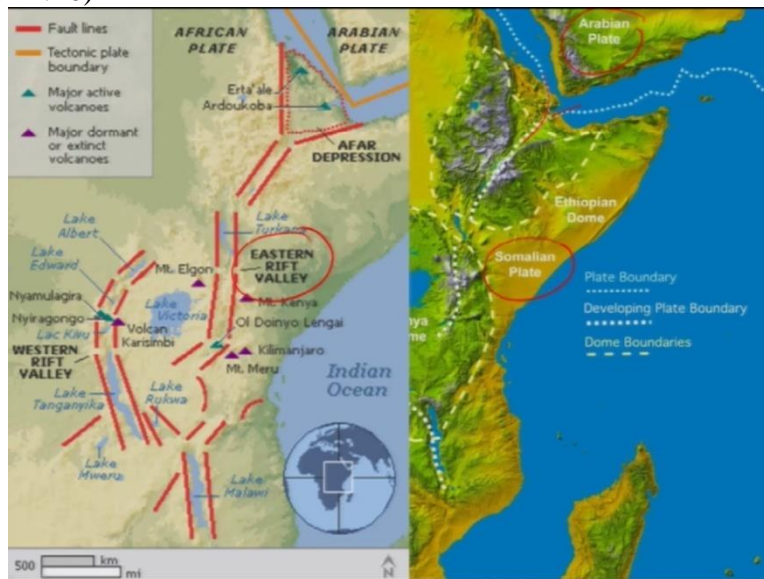 Fault lines
Tectonic plate
boundary
Major active
volcanoes
Major dormant
or extinct
volcanoes
AFRICAN
PLATE
ARABIAN
PLATE
Erta'ale
Ardoukoba
AFAR
DEPRESSION
Lake
Albert
Lake
Edward
Lake
Turkana
Mt. Elgon
EASTERN
RIFT
VALLEY
Nyamulagira
Nyiragongo
Lac Kivu
Lake
Victoria
Mt. Kenya
Volcan
Karisimbi
Ol Doinyo Lengai
WESTERN
RIFT
VALLEY
Kilimanjaro
Mt. Meru
Lake
Tanganyika
Lake
Rukwa
Indian
Ocean
Lake
Mweru
Lake
Malawi
500
km
mi
N
Arabian
Plate
Ethiopian
Dome
Somalian
Plate
Plate Boundary
Developing Plate Boundary
Dome Boundaries